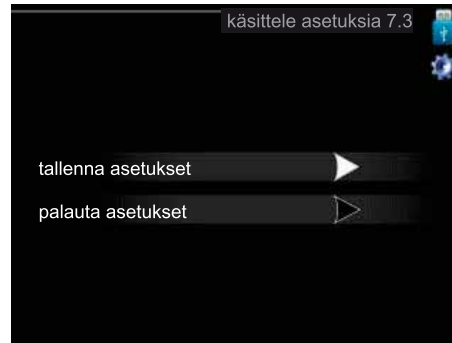 käsittele asetuksia 7.3
tallenna asetukset
palauta asetukset